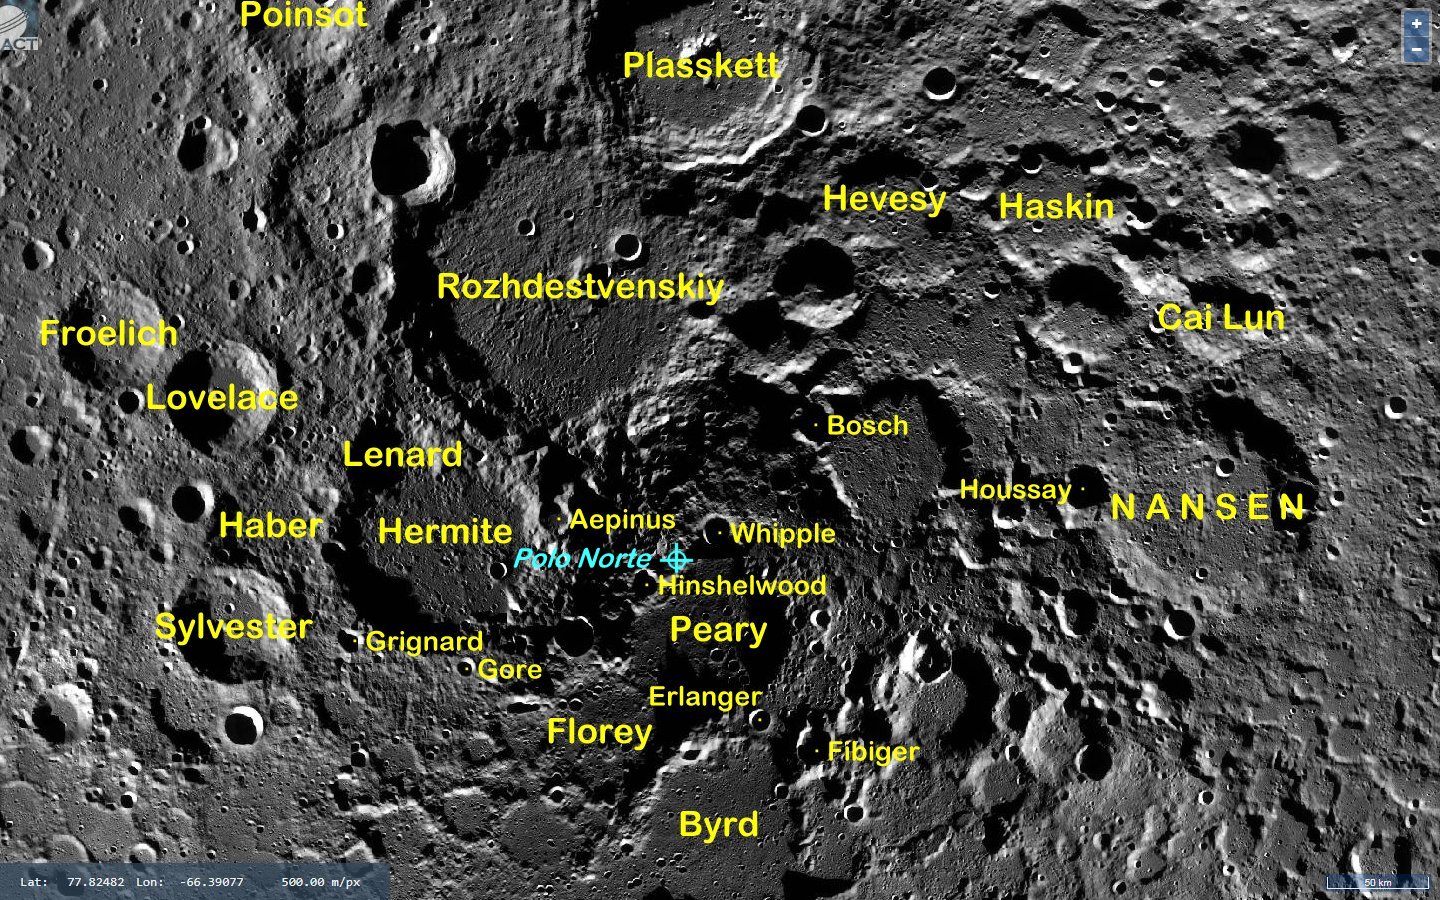 Poinsot
ACT
+
−
Plasskett
Hevesy
Haskin
Rozhdestvenskiy
Cai Lun
Froelich
Lovelace
Bosch
Lenard
Houssay
NANSEN
Aepinus
Haber
Hermite
Whipple
Polo Norte
Hinshelwood
Sylvester
Peary
Grignard
Gore
Erlanger
Florey
Fibiger
Byrd
Lat: 77.82482 Lon: -66.39077 500.00 m/px
50 km